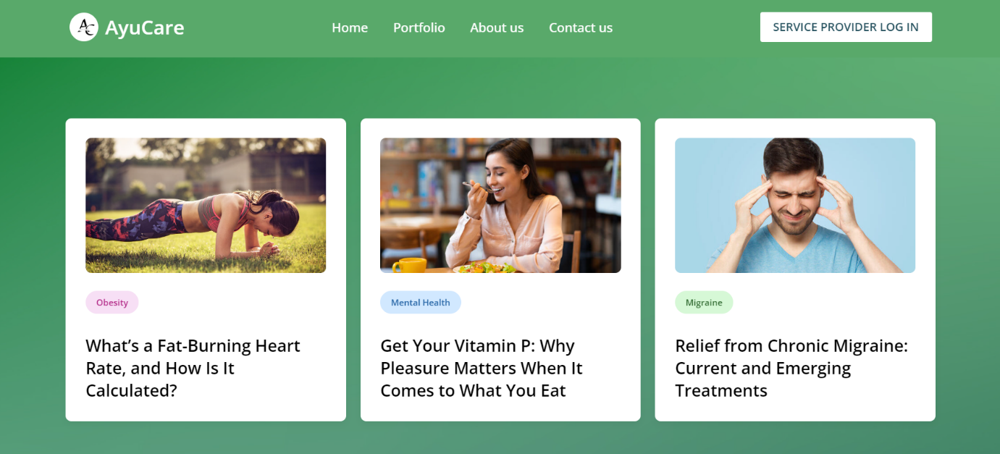 AC AyuCare
Home
Portfolio
About us
Contact us
SERVICE PROVIDER LOG IN
Obesity
What’s a Fat-Burning Heart
Rate, and How Is It
Calculated?
Mental Health
Get Your Vitamin P: Why
Pleasure Matters When It
Comes to What You Eat
Migraine
Relief from Chronic Migraine:
Current and Emerging
Treatments